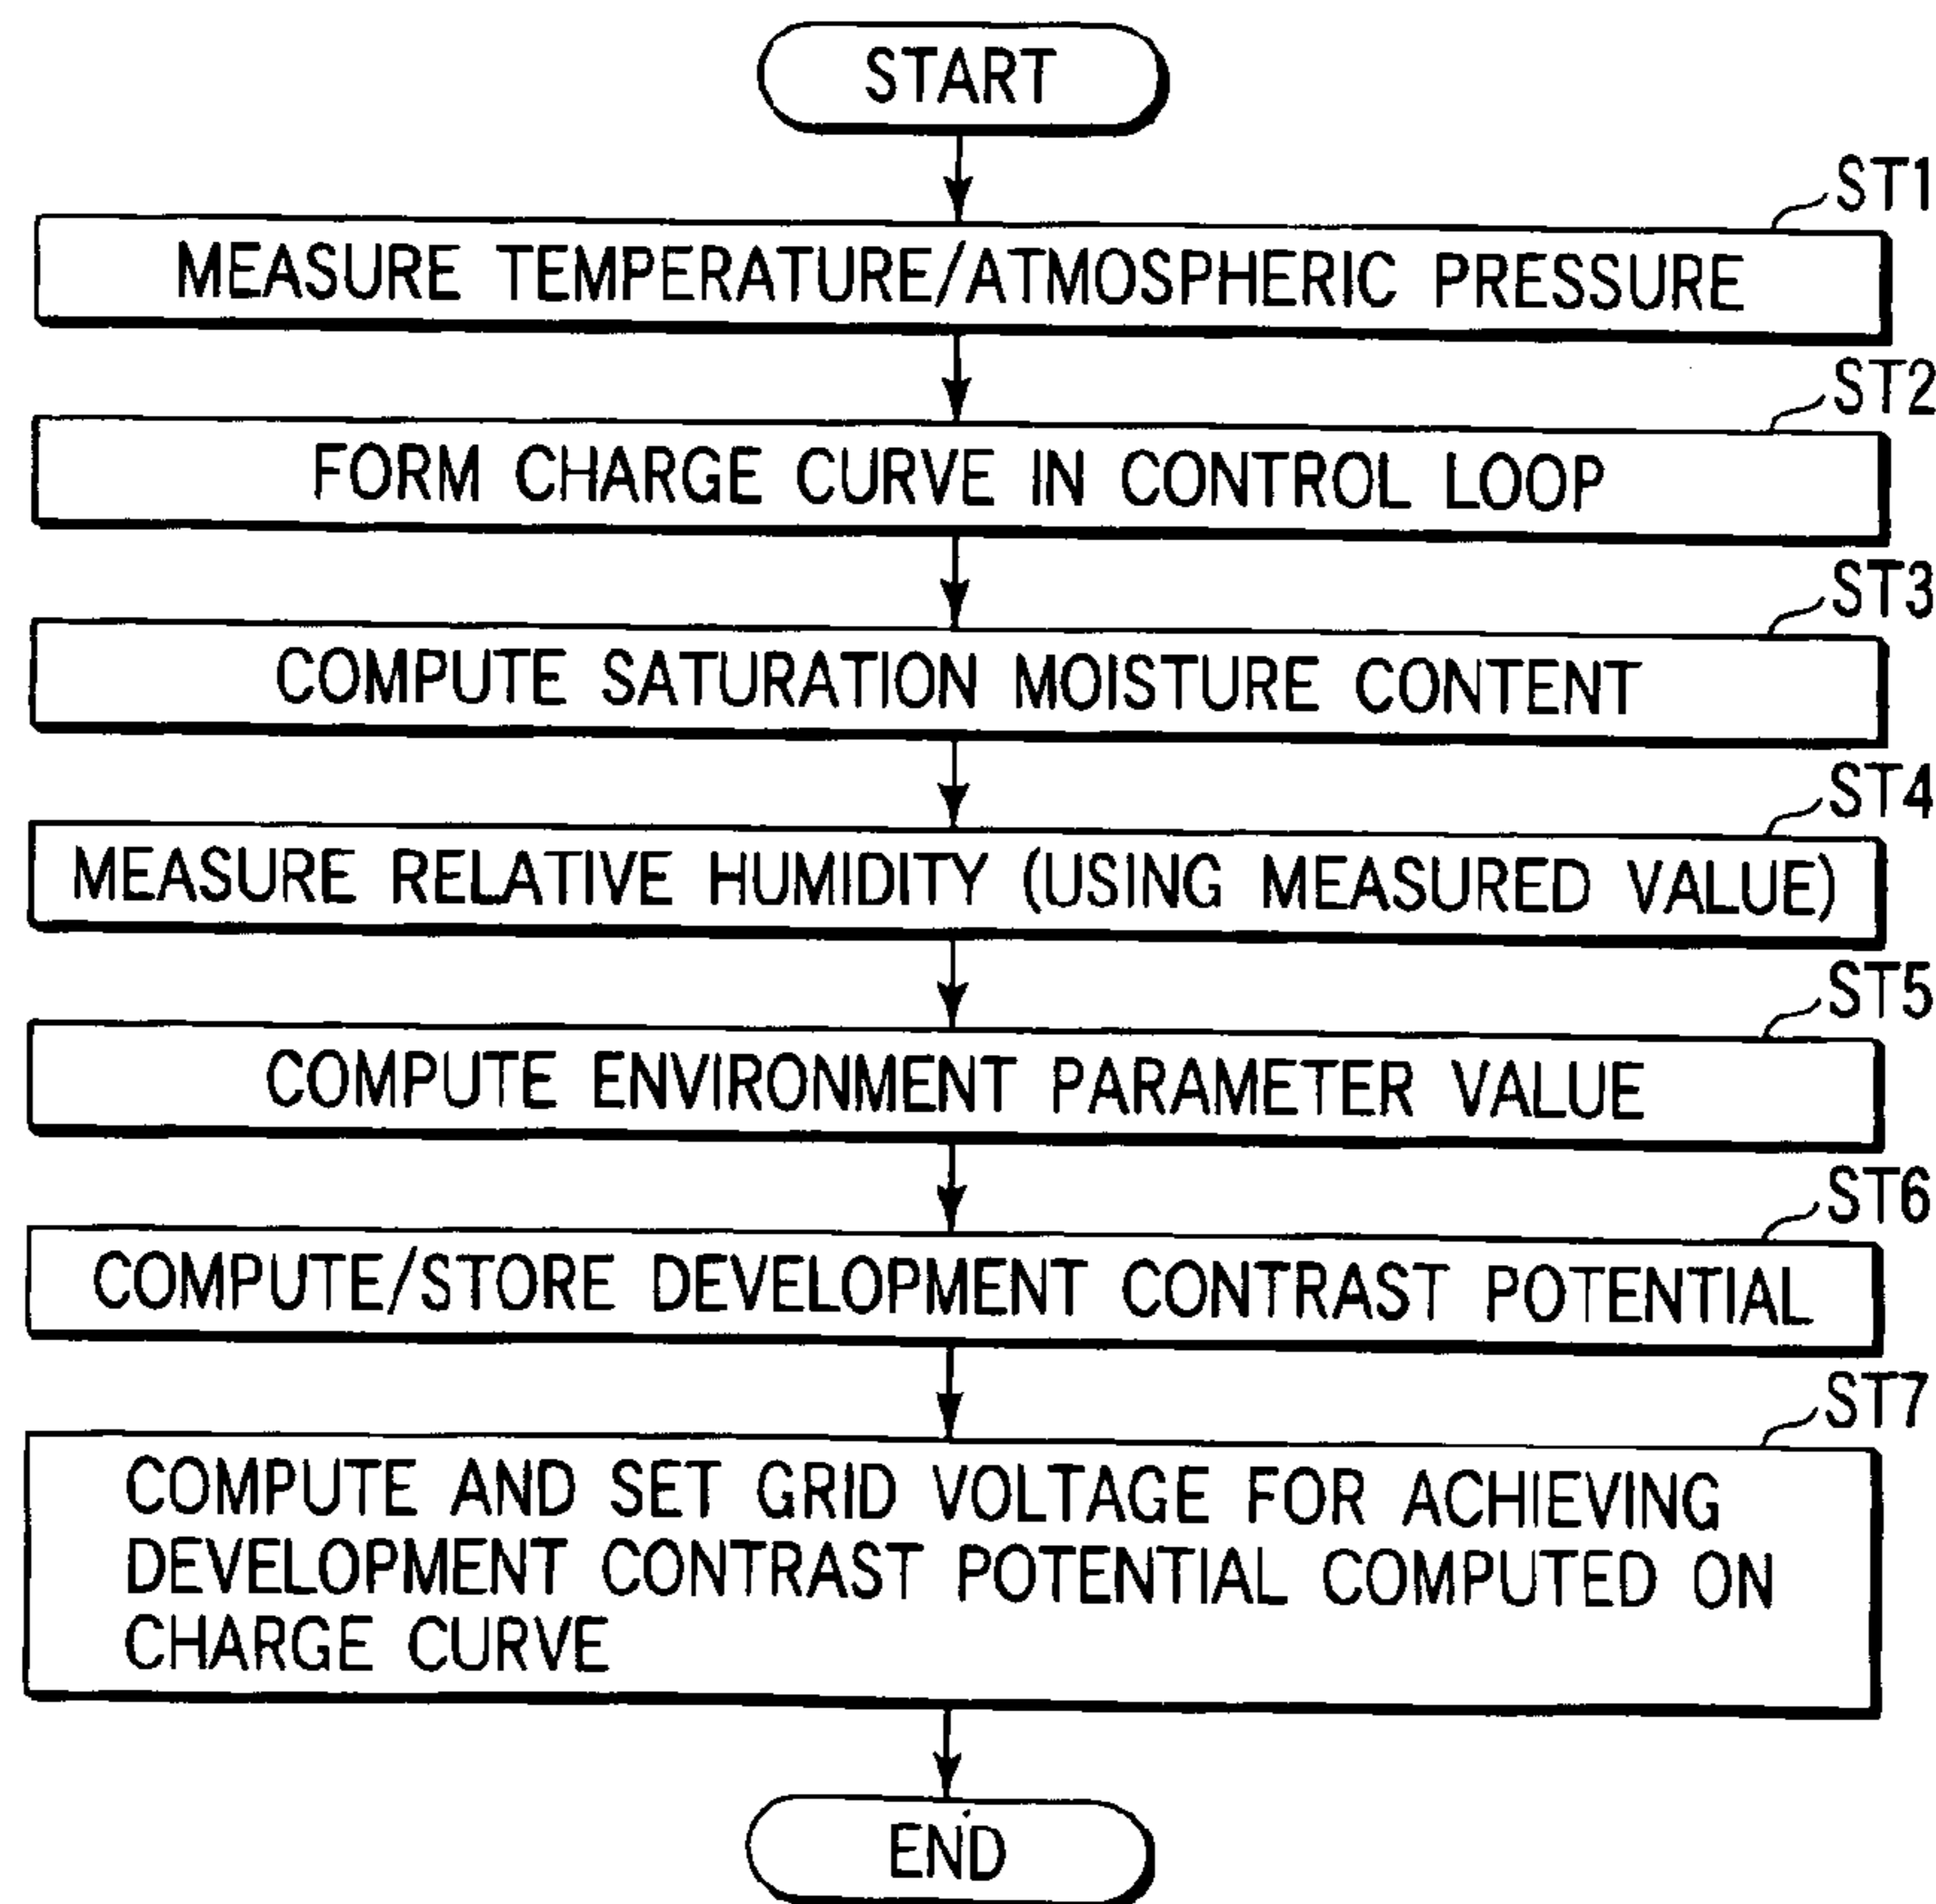 START
ST1
MEASURE TEMPERATURE/ATMOSPHERIC PRESSURE
ST2
FORM CHARGE CURVE IN CONTROL LOOP
ST3
COMPUTE SATURATION MOISTURE CONTENT
ST4
MEASURE RELATIVE HUMIDITY (USING MEASURED VALUE)
ST5
COMPUTE ENVIRONMENT PARAMETER VALUE
ST6
COMPUTE/STORE DEVELOPMENT CONTRAST POTENTIAL
ST7
COMPUTE AND SET GRID VOLTAGE FOR ACHIEVING
DEVELOPMENT CONTRAST POTENTIAL COMPUTED ON
CHARGE CURVE
END